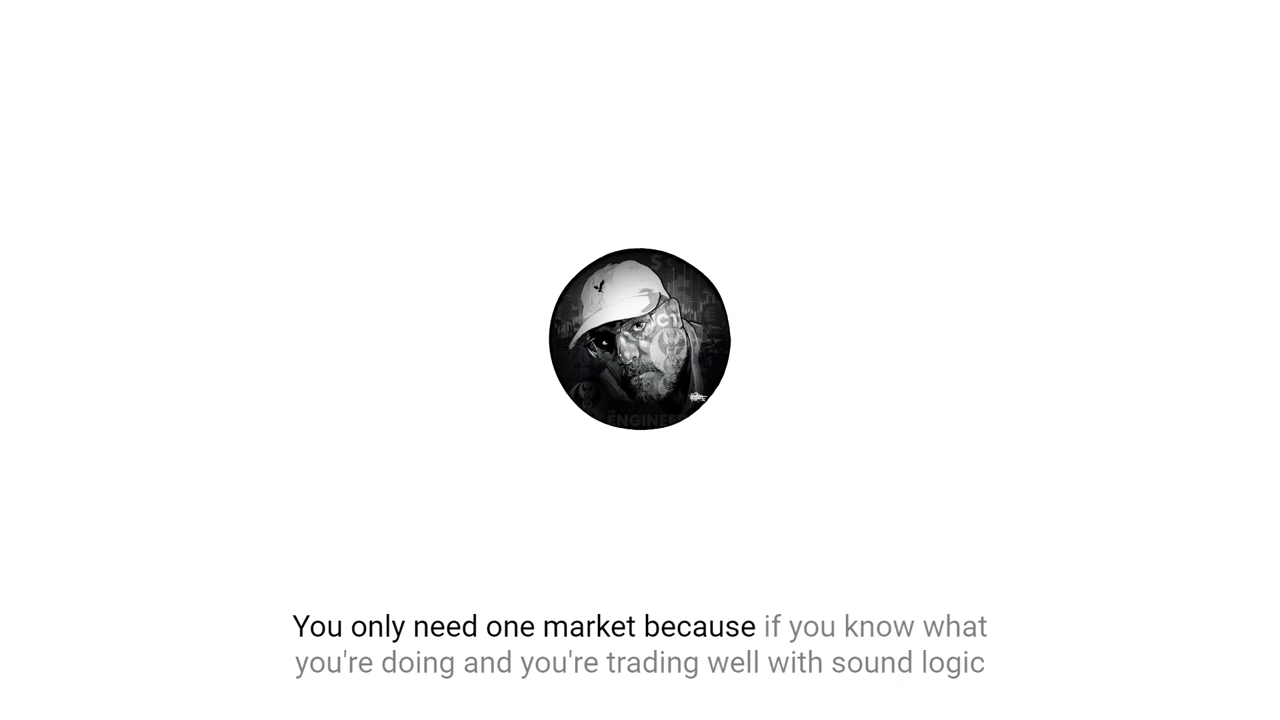 $
ENGINEE
You only need one market because if you know what
you're doing and you're trading well with sound logic